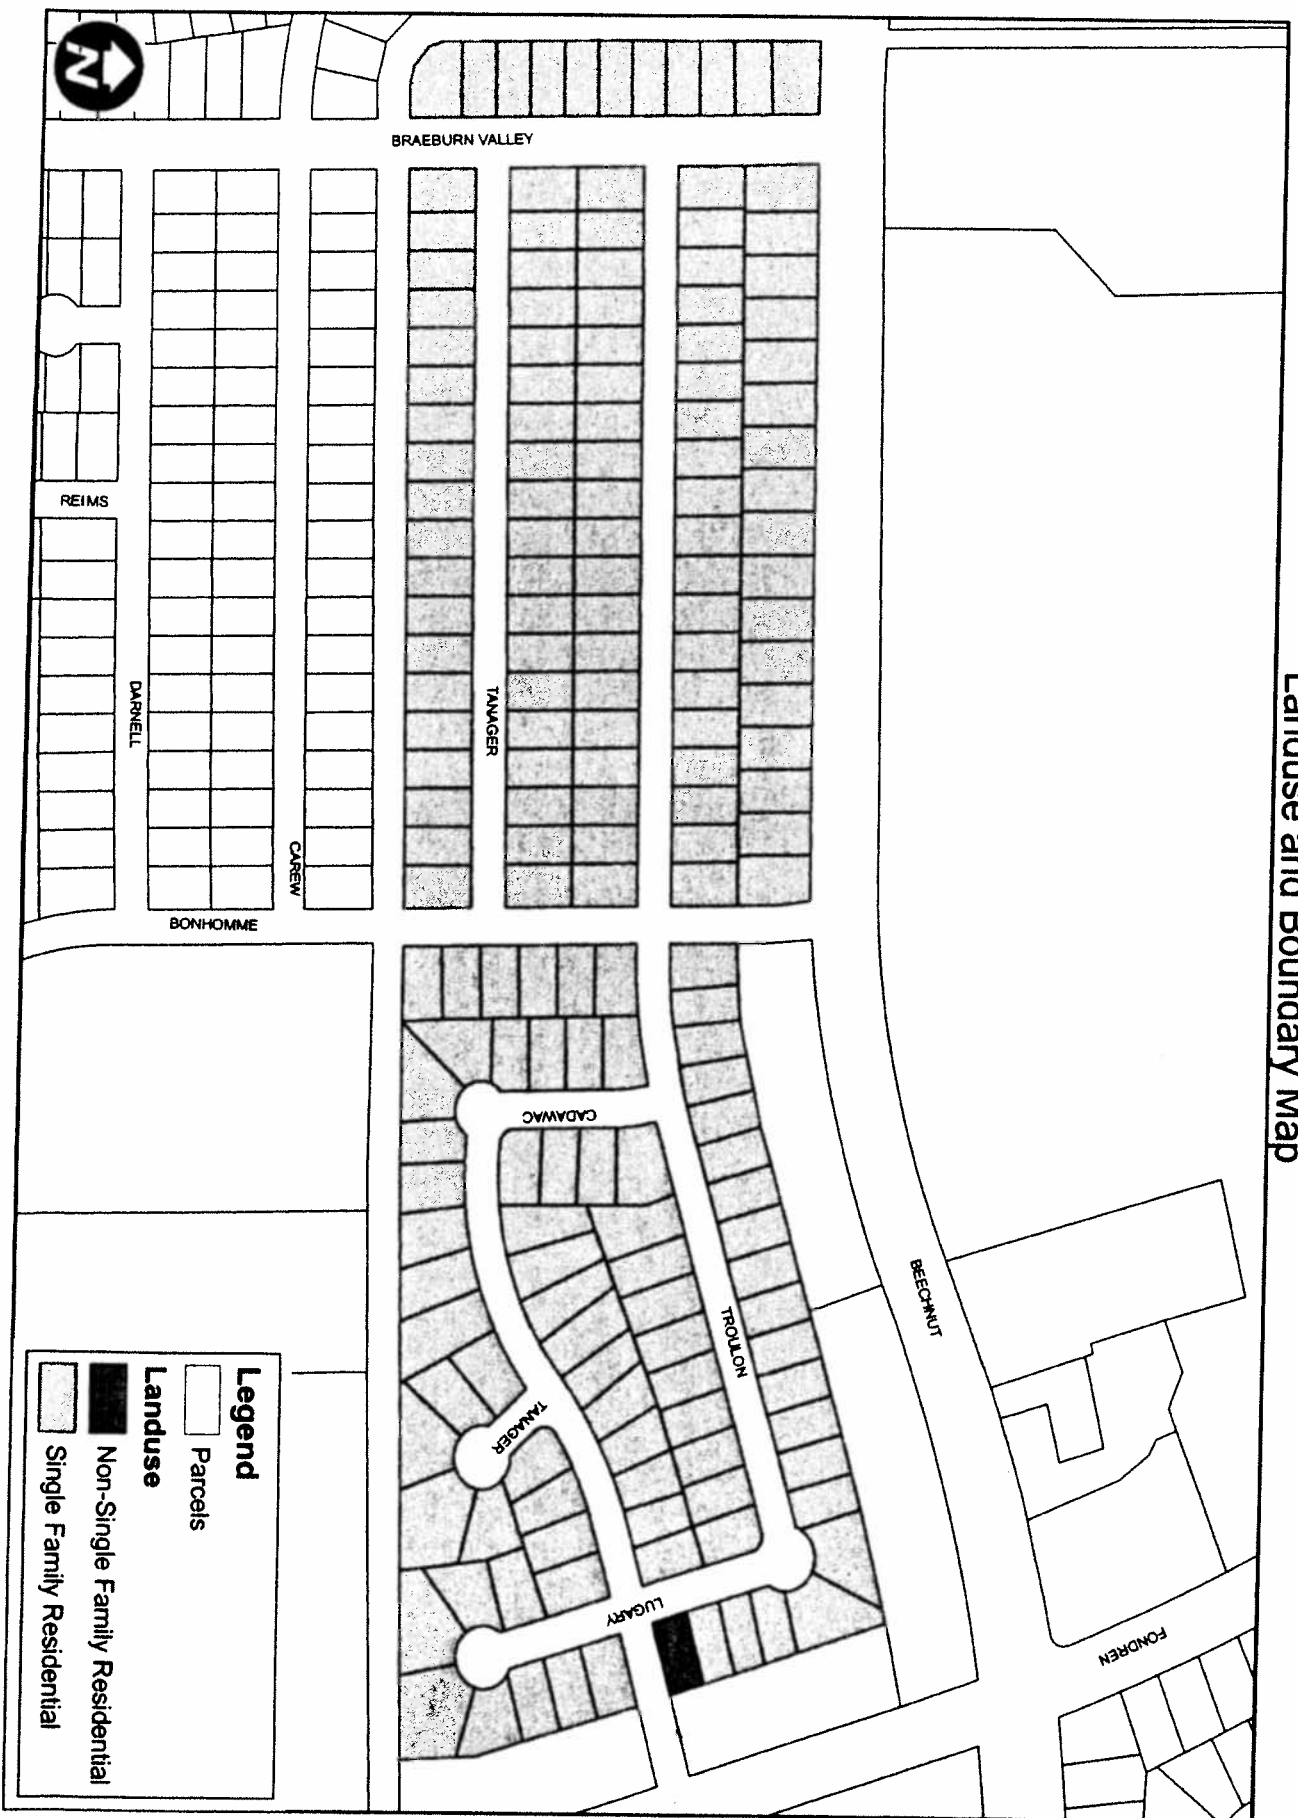 Landuse and Boundary Map
N
BRAEBURN VALLEY
REIMS
DARNELL
TANAGER
CAREW
BONHOMME
CADAWAC
BEECHNUT
TROULON
TANAGER
LUGARY
FONDREN
Legend
Parcels
Landuse
Non-Single Family Residential
Single Family Residential